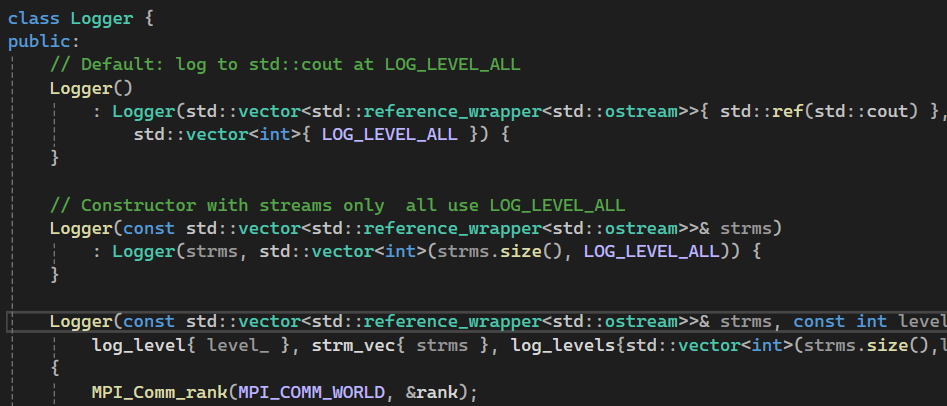 class Logger {
public:
// Default: log to std::cout at LOG_LEVEL_ALL
Logger()
: Logger(std::vector<std::reference_wrapper<std::ostream>>{ std::ref(std::cout) },
std::vector<int>{ LOG_LEVEL_ALL }) {
}
// Constructor with streams only  all use LOG_LEVEL_ALL
Logger(const std::vector<std::reference_wrapper<std::ostream>>& strms)
: Logger(strms, std::vector<int>(strms.size(), LOG_LEVEL_ALL)) {
}
Logger(const std::vector<std::reference_wrapper<std::ostream>>& strms, const int level
log_level{ level_ }, strm_vec{ strms }, log_levels{std::vector<int>(strms.size(),l
{
MPI_Comm_rank(MPI_COMM_WORLD, &rank);